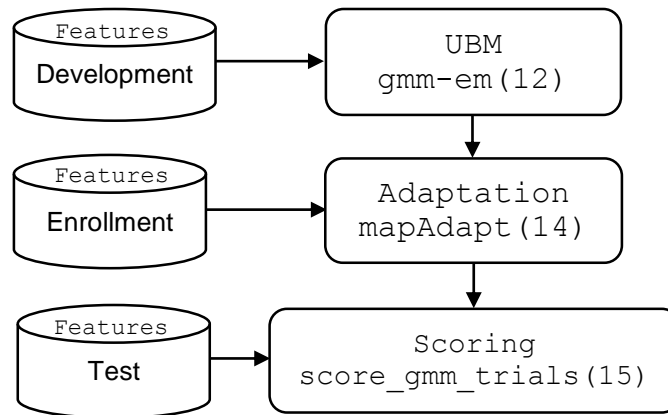 Features
Development
UBM
gmm-em(12)
Features
Enrollment
Adaptation
mapAdapt(14)
Features
Test
Scoring
score_gmm_trials(15)